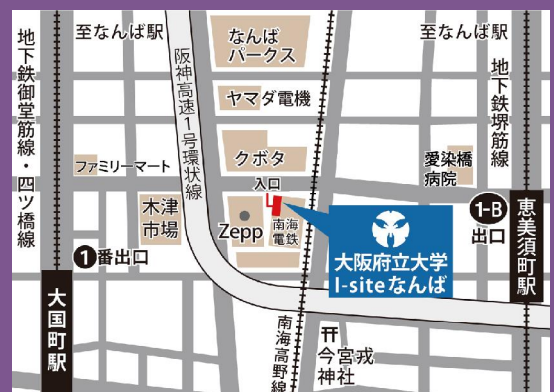 地下鉄御堂筋線・四ツ橋線
至なんば駅
阪神高速1号環状線
なんば
パークス
至なんば駅
地下鉄堺筋線
ヤマダ電機
ファミリーマート
クボタ
愛染橋
病院
入口
木津
市場
Zepp
南海
電鉄
1-B
出口
恵美須町駅
大阪府立大学
I-siteなんば
1番出口
大国町駅
南海高野線
今宮戎
神社